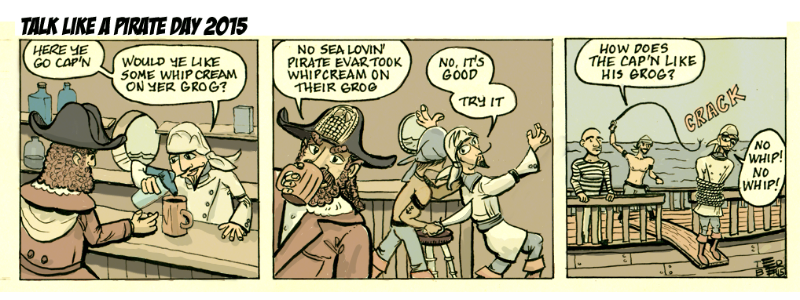 TALK LIKE A PIRATE DAY 2015
HERE YE
GO CAP'N
WOULD YE LIKE
SOME WHIP CREAM
ON YER GROG?
NO SEA LOVIN'
PIRATE EVAR TOOK
WHIPCREAM ON
THEIR GROG
NO, IT'S
GOOD
TRY IT
HOW DOES
THE CAP'N LIKE
HIS GROG?
CRACK
NO
WHIP!
NO
WHIP!